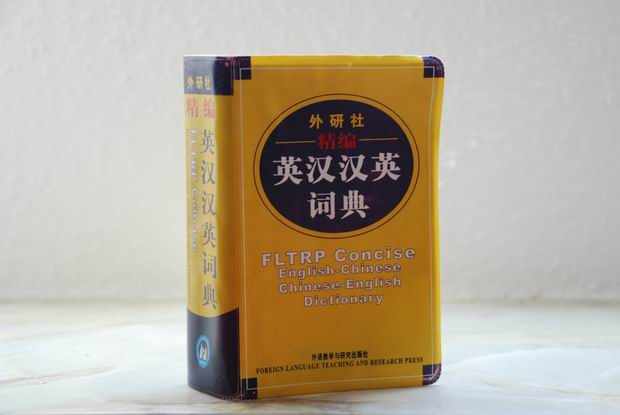 外研社
精编
英汉汉英词典
外研社
精编
英汉汉英
词典
FLTRP Concise
English-Chinese
Chinese-English
Dictionary
外语教学与研究出版社
FOREIGN LANGUAGE TEACHING AND RESEARCH PRESS